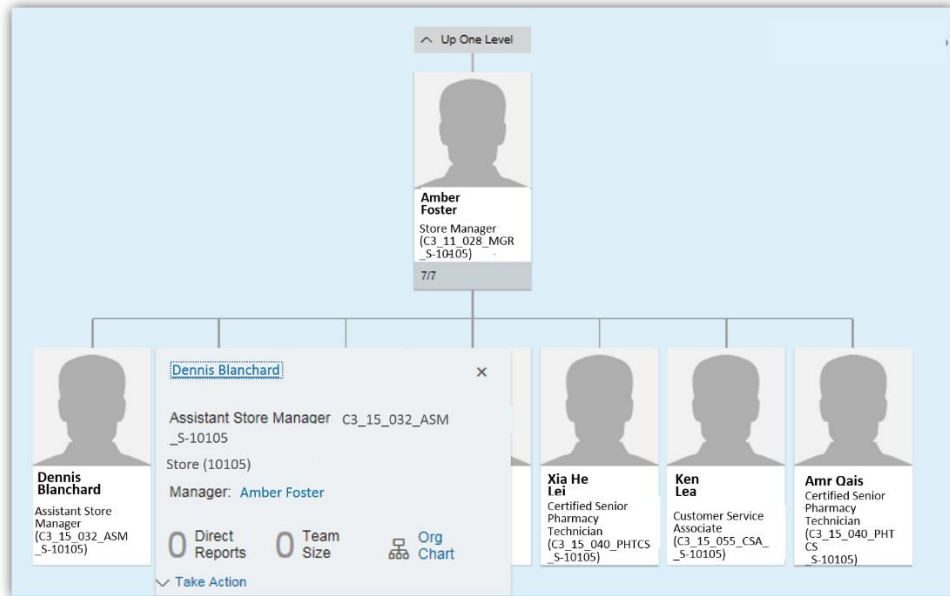 Up One Level
Amber
Foster
Store Manager
(C3_11_028_MGR
_S-10105)
7/7
Dennis
Blanchard
Assistant Store
Manager
(C3_15_032_ASM
_S-10105)
Dennis Blanchard
×
Assistant Store Manager C3_15_032_ASM
_S-10105
Store (10105)
Manager: Amber Foster
0 Direct
Reports
0 Team
Size
Org
Chart
Take Action
Xia He
Lei
Certified Senior
Pharmacy
Technician
(C3_15_040_PHTCS
_S-10105)
Ken
Lea
Customer Service
Associate
(C3_15_055_CSA_
_S-10105)
Amr Qais
Certified Senior
Pharmacy
Technician
(C3_15_040_PHT
CS
_S-10105)